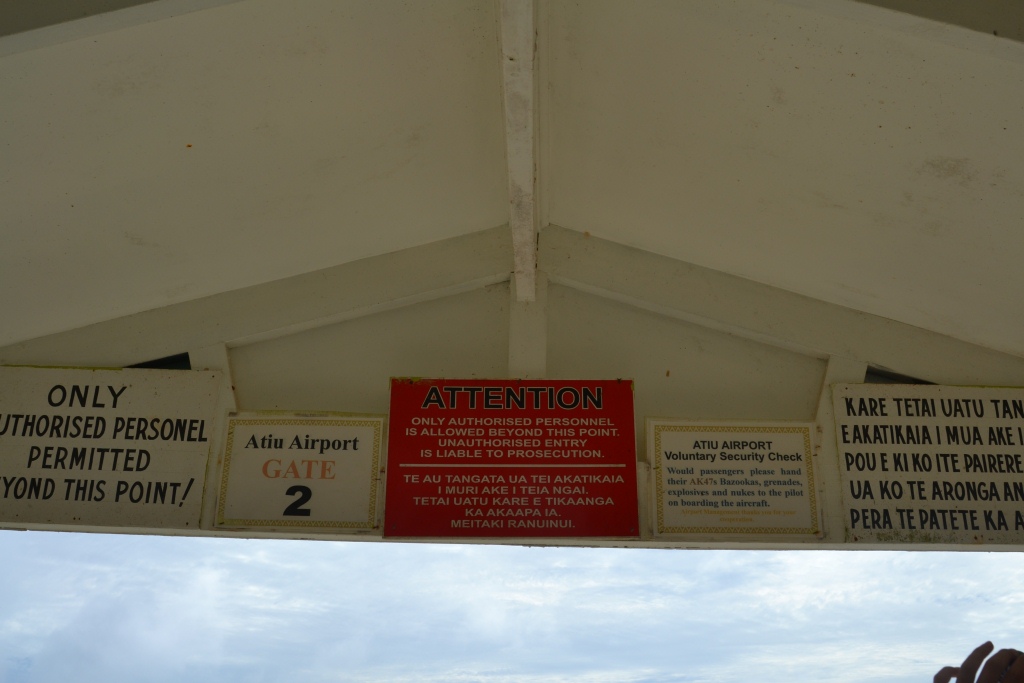 ONLY
UTHORISED PERSONEL
PERMITTED
YOND THIS POINT!
Atiu Airport
GATE
2
ATTENTION
ONLY AUTHORISED PERSONNEL
IS ALLOWED BEYOND THIS POINT.
UNAUTHORISED ENTRY
IS LIABLE TO PROSECUTION.
TE AU TANGATA UA TEI AKATIKAIA
I MURI AKE I TEIA NGAI.
TETAI UATU KARE E TIKAANGA
KA AKAAPA IA.
MEITAKI RANUINUI.
ATIU AIRPORT
Voluntary Security Check
Would passengers please hand
their AK47s Bazookas, grenades,
explosives and nukes to the pilot
on boarding the aircraft.
KARE TETAI UATU TAN
EAKATIKAIA I MUA AKE I
POU E KI KO ITE PAIRERE
UA KO TE ARONGA AN
PERA TE PATETE KA A